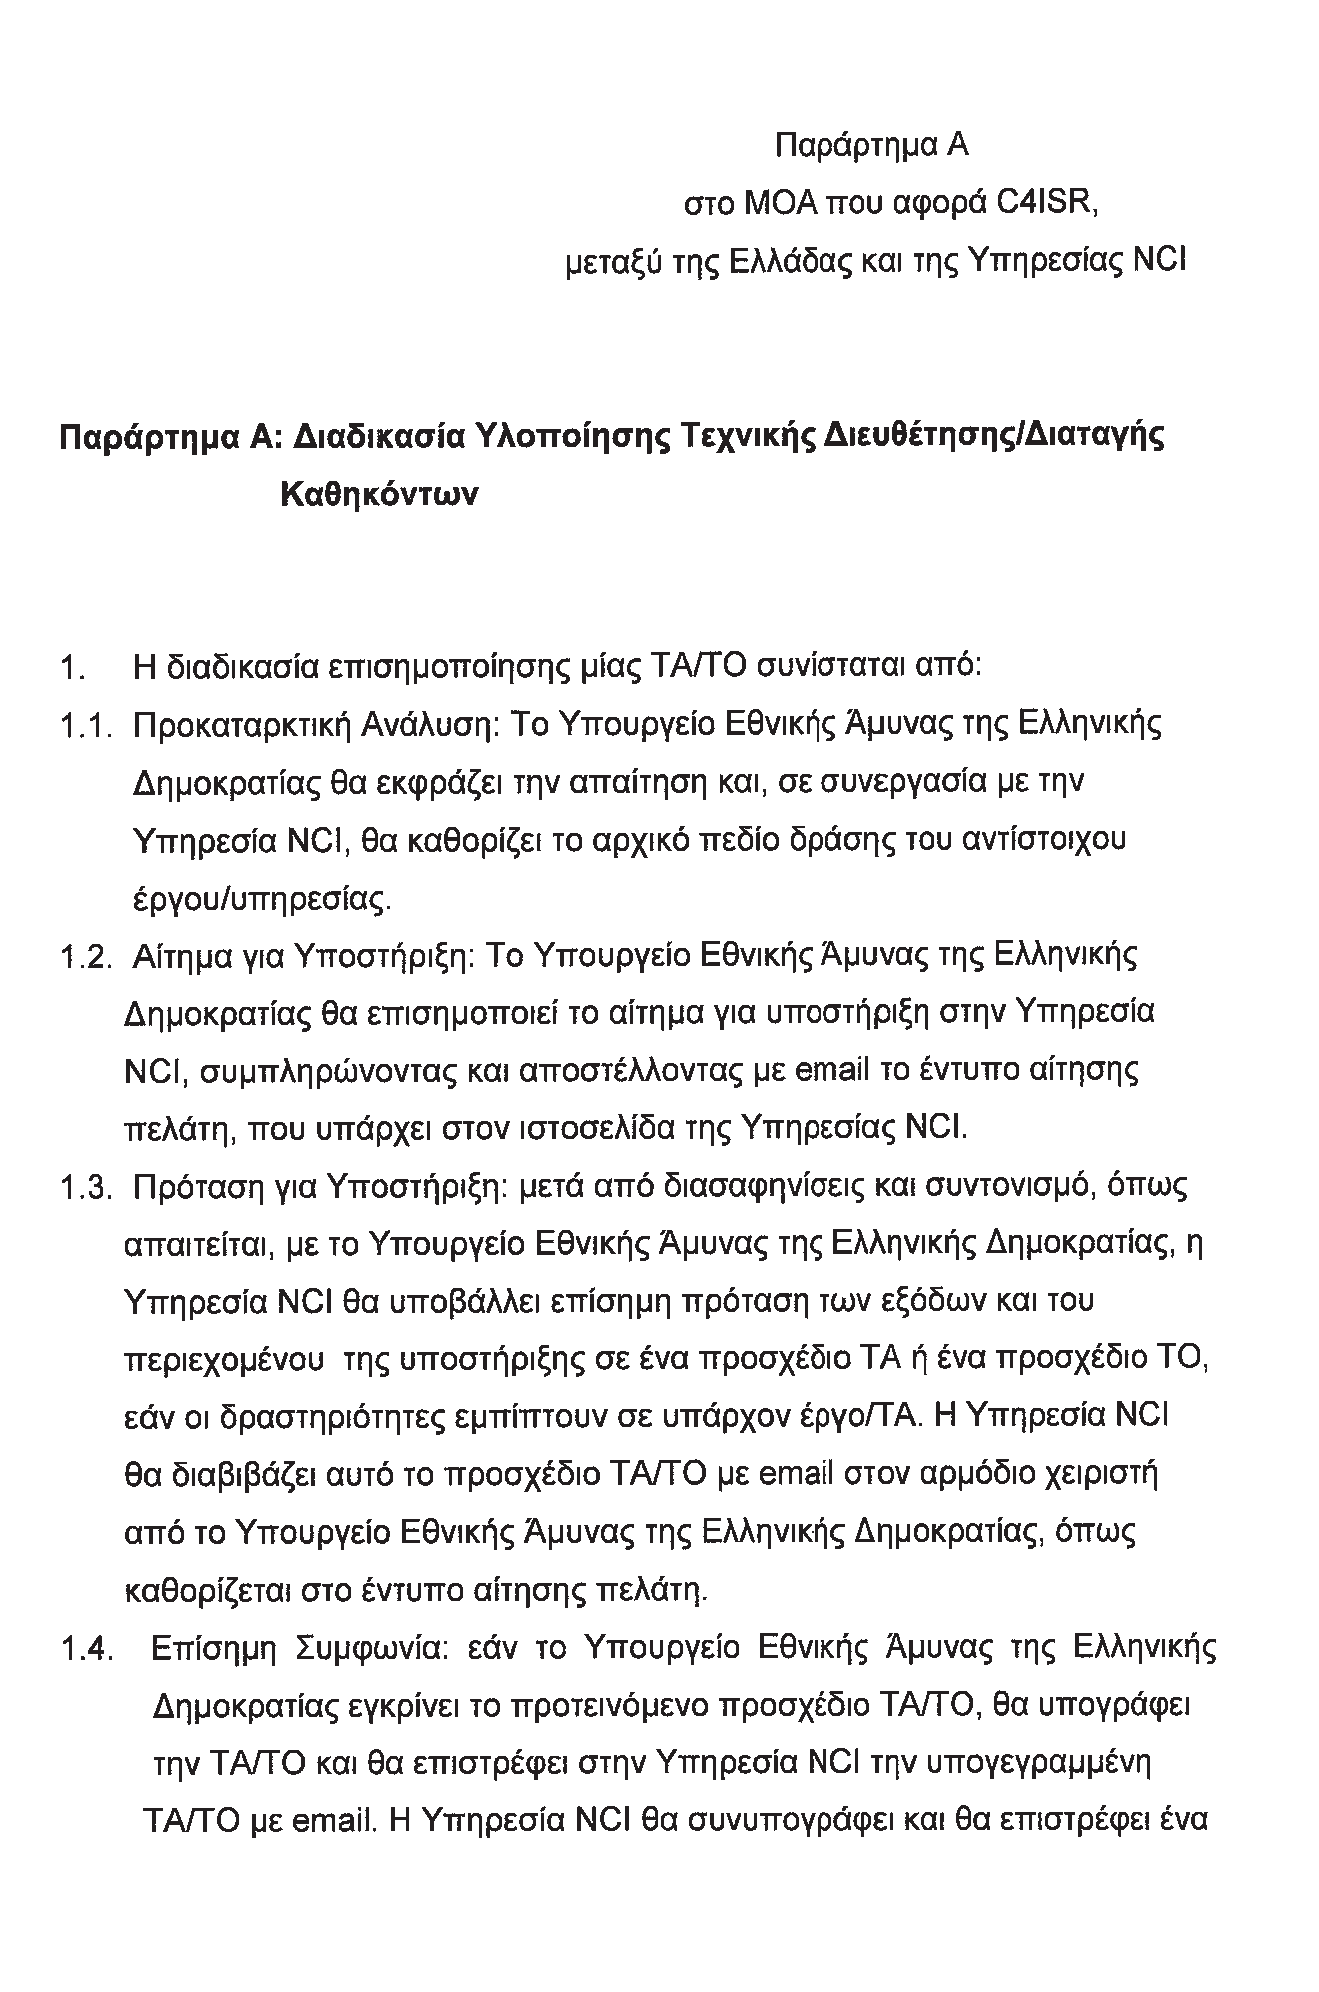 Παράρτημα Α
στο ΜΟΑ που αφορά C4ISR,
μεταξύ της Ελλάδας και της Υπηρεσίας NCI
Παράρτημα Α: Διαδικασία Υλοποίησης Τεχνικής Διευθέτησης/Διαταγής
Καθηκόντων
1. Η διαδικασία επισημοποίησης μίας ΤΑ/ΤΟ συνίσταται από:
1.1. Προκαταρκτική Ανάλυση: Το Υπουργείο Εθνικής Άμυνας της Ελληνικής
Δημοκρατίας θα εκφράζει την απαίτηση και, σε συνεργασία με την
Υπηρεσία NCI, θα καθορίζει το αρχικό πεδίο δράσης του αντίστοιχου
έργου/υπηρεσίας.
1.2. Αίτημα για Υποστήριξη: Το Υπουργείο Εθνικής Άμυνας της Ελληνικής
Δημοκρατίας θα επισημοποιεί το αίτημα για υποστήριξη στην Υπηρεσία
NCI, συμπληρώνοντας και αποστέλλοντας με email το έντυπο αίτησης
πελάτη, που υπάρχει στον ιστοσελίδα της Υπηρεσίας NCI.
1.3. Πρόταση για Υποστήριξη: μετά από διασαφηνίσεις και συντονισμό, όπως
απαιτείται, με το Υπουργείο Εθνικής Άμυνας της Ελληνικής Δημοκρατίας, η
Υπηρεσία NCI θα υποβάλλει επίσημη πρόταση των εξόδων και του
περιεχομένου της υποστήριξης σε ένα προσχέδιο ΤΑ ή ένα προσχέδιο ΤΟ,
εάν οι δραστηριότητες εμπίπτουν σε υπάρχον έργο/ΤΑ. Η Υπηρεσία NCI
θα διαβιβάζει αυτό το προσχέδιο ΤΑ/ΤΟ με email στον αρμόδιο χειριστή
από το Υπουργείο Εθνικής Άμυνας της Ελληνικής Δημοκρατίας, όπως
καθορίζεται στο έντυπο αίτησης πελάτη.
1.4. Επίσημη Συμφωνία: εάν το Υπουργείο Εθνικής Άμυνας της Ελληνικής
Δημοκρατίας εγκρίνει το προτεινόμενο προσχέδιο ΤΑ/ΤΟ, θα υπογράφει
την ΤΑ/ΤΟ και θα επιστρέφει στην Υπηρεσία NCI την υπογεγραμμένη
ΤΑ/ΤΟ με email. Η Υπηρεσία NCI θα συνυπογράφει και θα επιστρέφει ένα